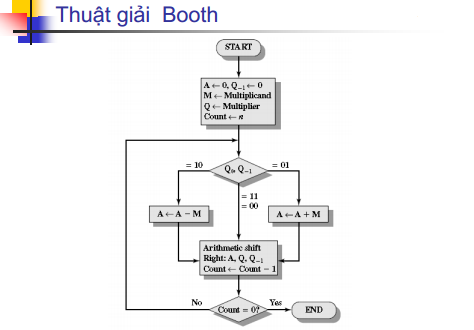 Thuật giải Booth
START
A ← 0, Q₋₁ ← 0
M ← Multiplicand
Q ← Multiplier
Count ← n
= 10
Q₀, Q₋₁
= 01
= 11
= 00
A ← A − M
A ← A + M
Arithmetic shift
Right: A, Q, Q₋₁
Count ← Count − 1
No
Count = 0?
Yes
END